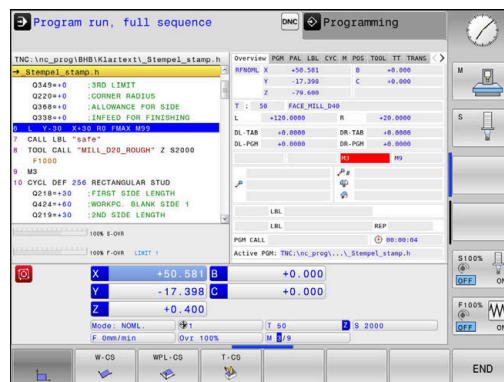 Program run, full sequence
DNC
Programming
TNC:\nc_prog\BHB\Klartext\_Stempel_stamp.h
_Stempel_stamp.h
Q349=+0 ;3RD LIMIT
Q220=+0 ;CORNER RADIUS
Q368=+0 ;ALLOWANCE FOR SIDE
Q338=+0 ;INFEED FOR FINISHING
6 L Y-30 X+30 R0 FMAX M99
7 CALL LBL "safe"
8 TOOL CALL "MILL_D20_ROUGH" Z S2000
F1000
9 M3
10 CYCL DEF 256 RECTANGULAR STUD
Q218=+30 ;FIRST SIDE LENGTH
Q424=+60 ;WORKPC. BLANK SIDE 1
Q219=+30 ;2ND SIDE LENGTH
100% S-OVR
100% F-OVR LIMIT 1
Overview PGM PAL LBL CYC M POS TOOL TT TRANS
RFNOML X +50.581 B +0.000
Y -17.398 C +0.000
Z -79.600
T : 50 FACE_MILL_D40
L +120.0000 R +20.0000
DL-TAB DR-TAB +0.0000
DL-PGM DR-PGM +0.0000
M3 M9
P
LBL
LBL REP
PGM CALL 00:00:04
Active PGM: TNC:\nc_prog\...\_Stempel_stamp.h
X +50.581 B +0.000
Y -17.398 C +0.000
Z +0.400
Mode: NOML. 1 T 50 Z S 2000
F 0mm/min Ovr 100% M 3/9
M
S
S100%
OFF ON
F100%
OFF ON
W-CS WPL-CS T-CS END